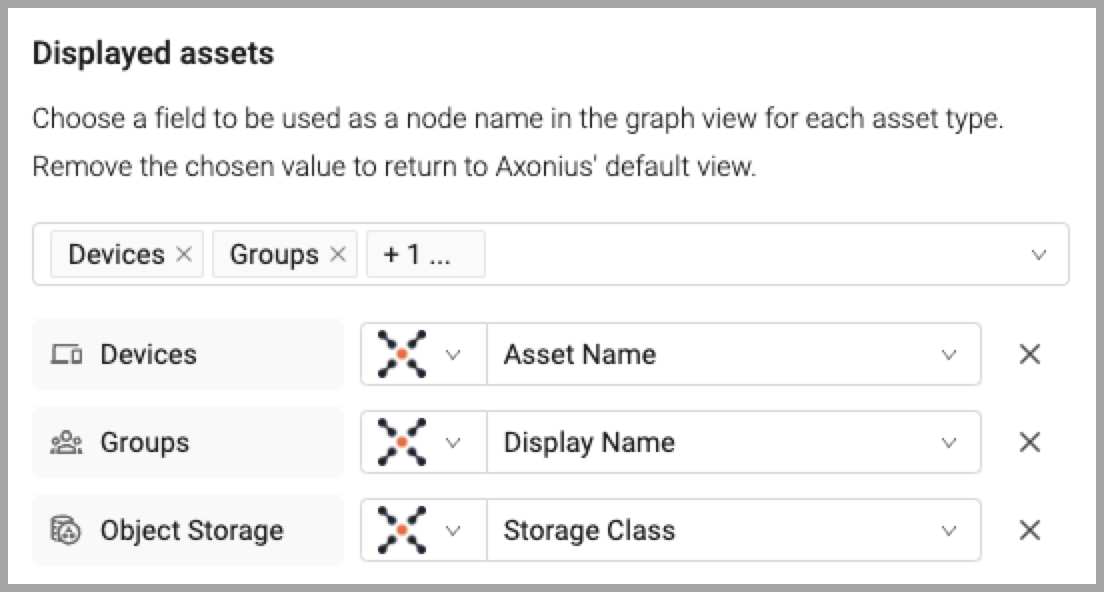 Displayed assets
Choose a field to be used as a node name in the graph view for each asset type.
Remove the chosen value to return to Axonius' default view.
Devices Groups + 1 ...
Devices Asset Name
Groups Display Name
Object Storage Storage Class